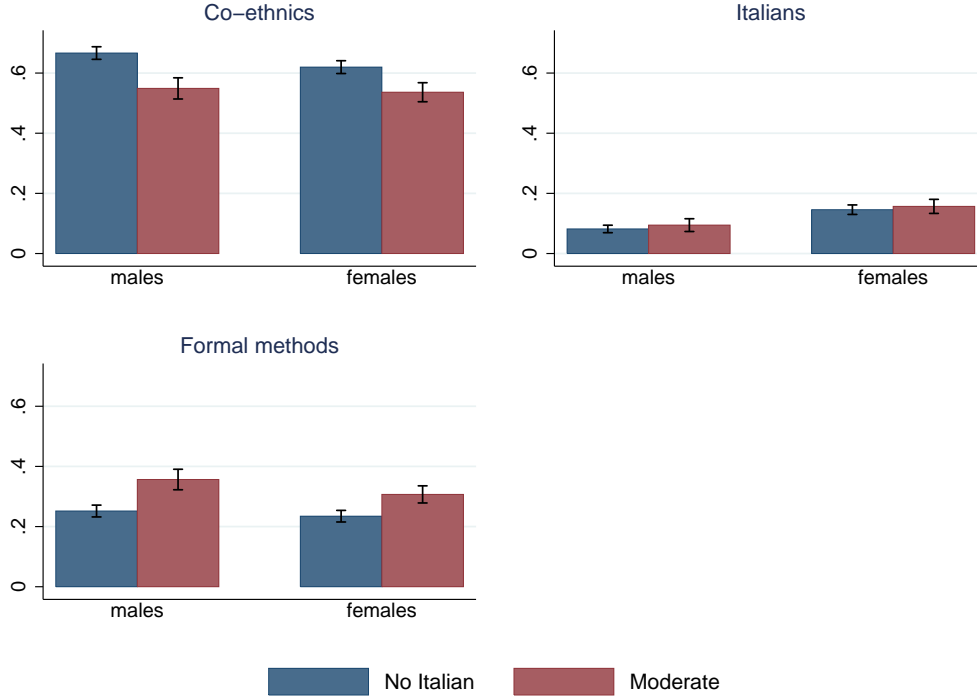 Co−ethnics
Italians
.6
.4
.2
0
males females
.6
.4
.2
0
males females
Formal methods
.6
.4
.2
0
males females
No Italian Moderate